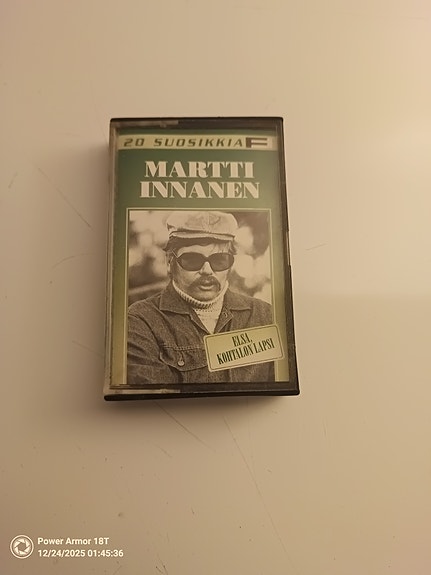 20 SUOSIKKIA F
MARTTI
INNANEN
ELSA,
KOHTALON LAPSI
Power Armor 18T
12/24/2025 01:45:36